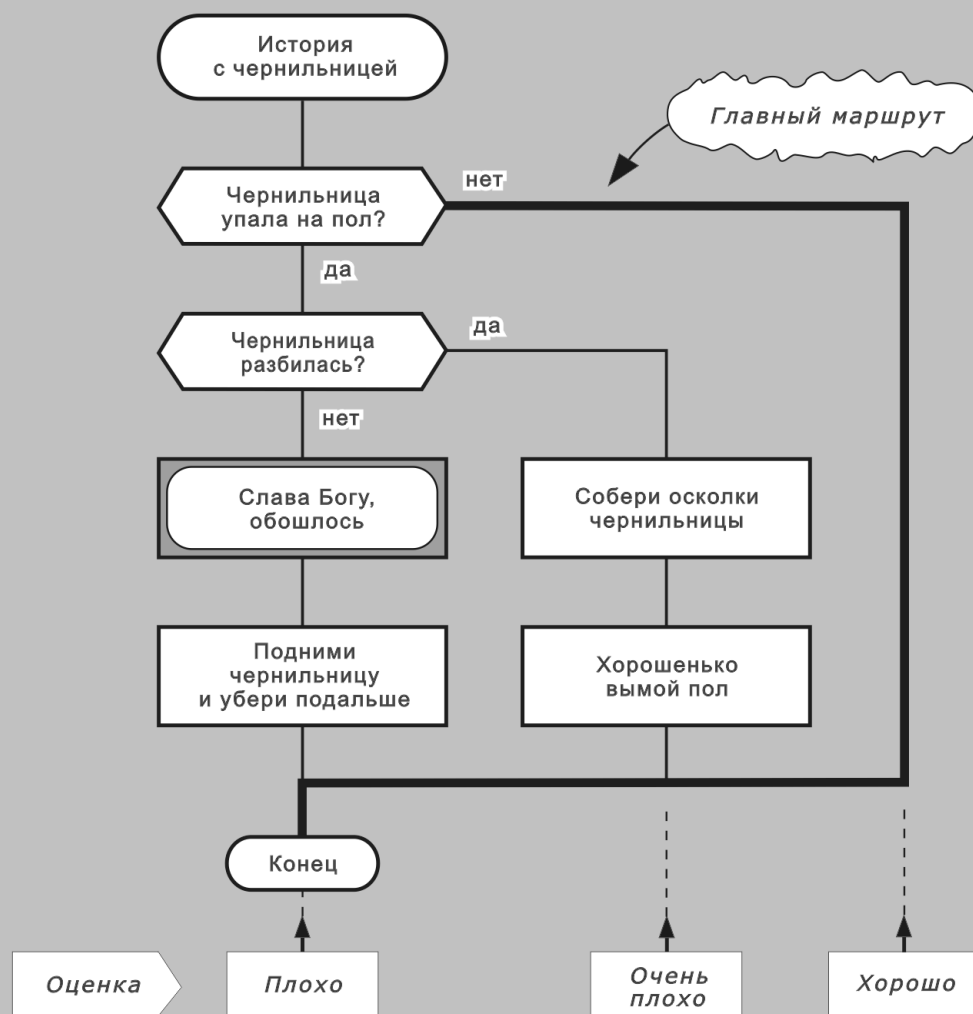 История
с чернильницей
Главный маршрут
Чернильница
упала на пол?
нет
да
Чернильница
разбилась?
да
нет
Слава Богу,
обошлось
Собери осколки
чернильницы
Подними
чернильницу
и убери подальше
Хорошенько
вымой пол
Конец
Оценка
Плохо
Очень
плохо
Хорошо